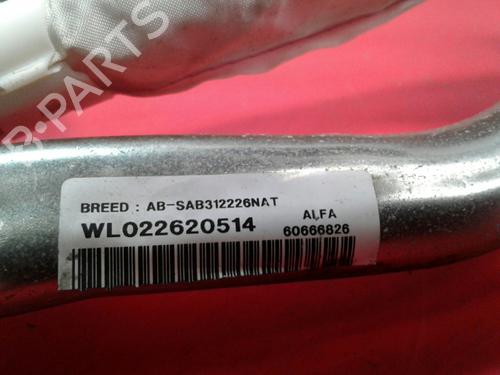 B-PARTS
BREED : AB-SAB312226NAT
WL022620514 ALFA
60666826